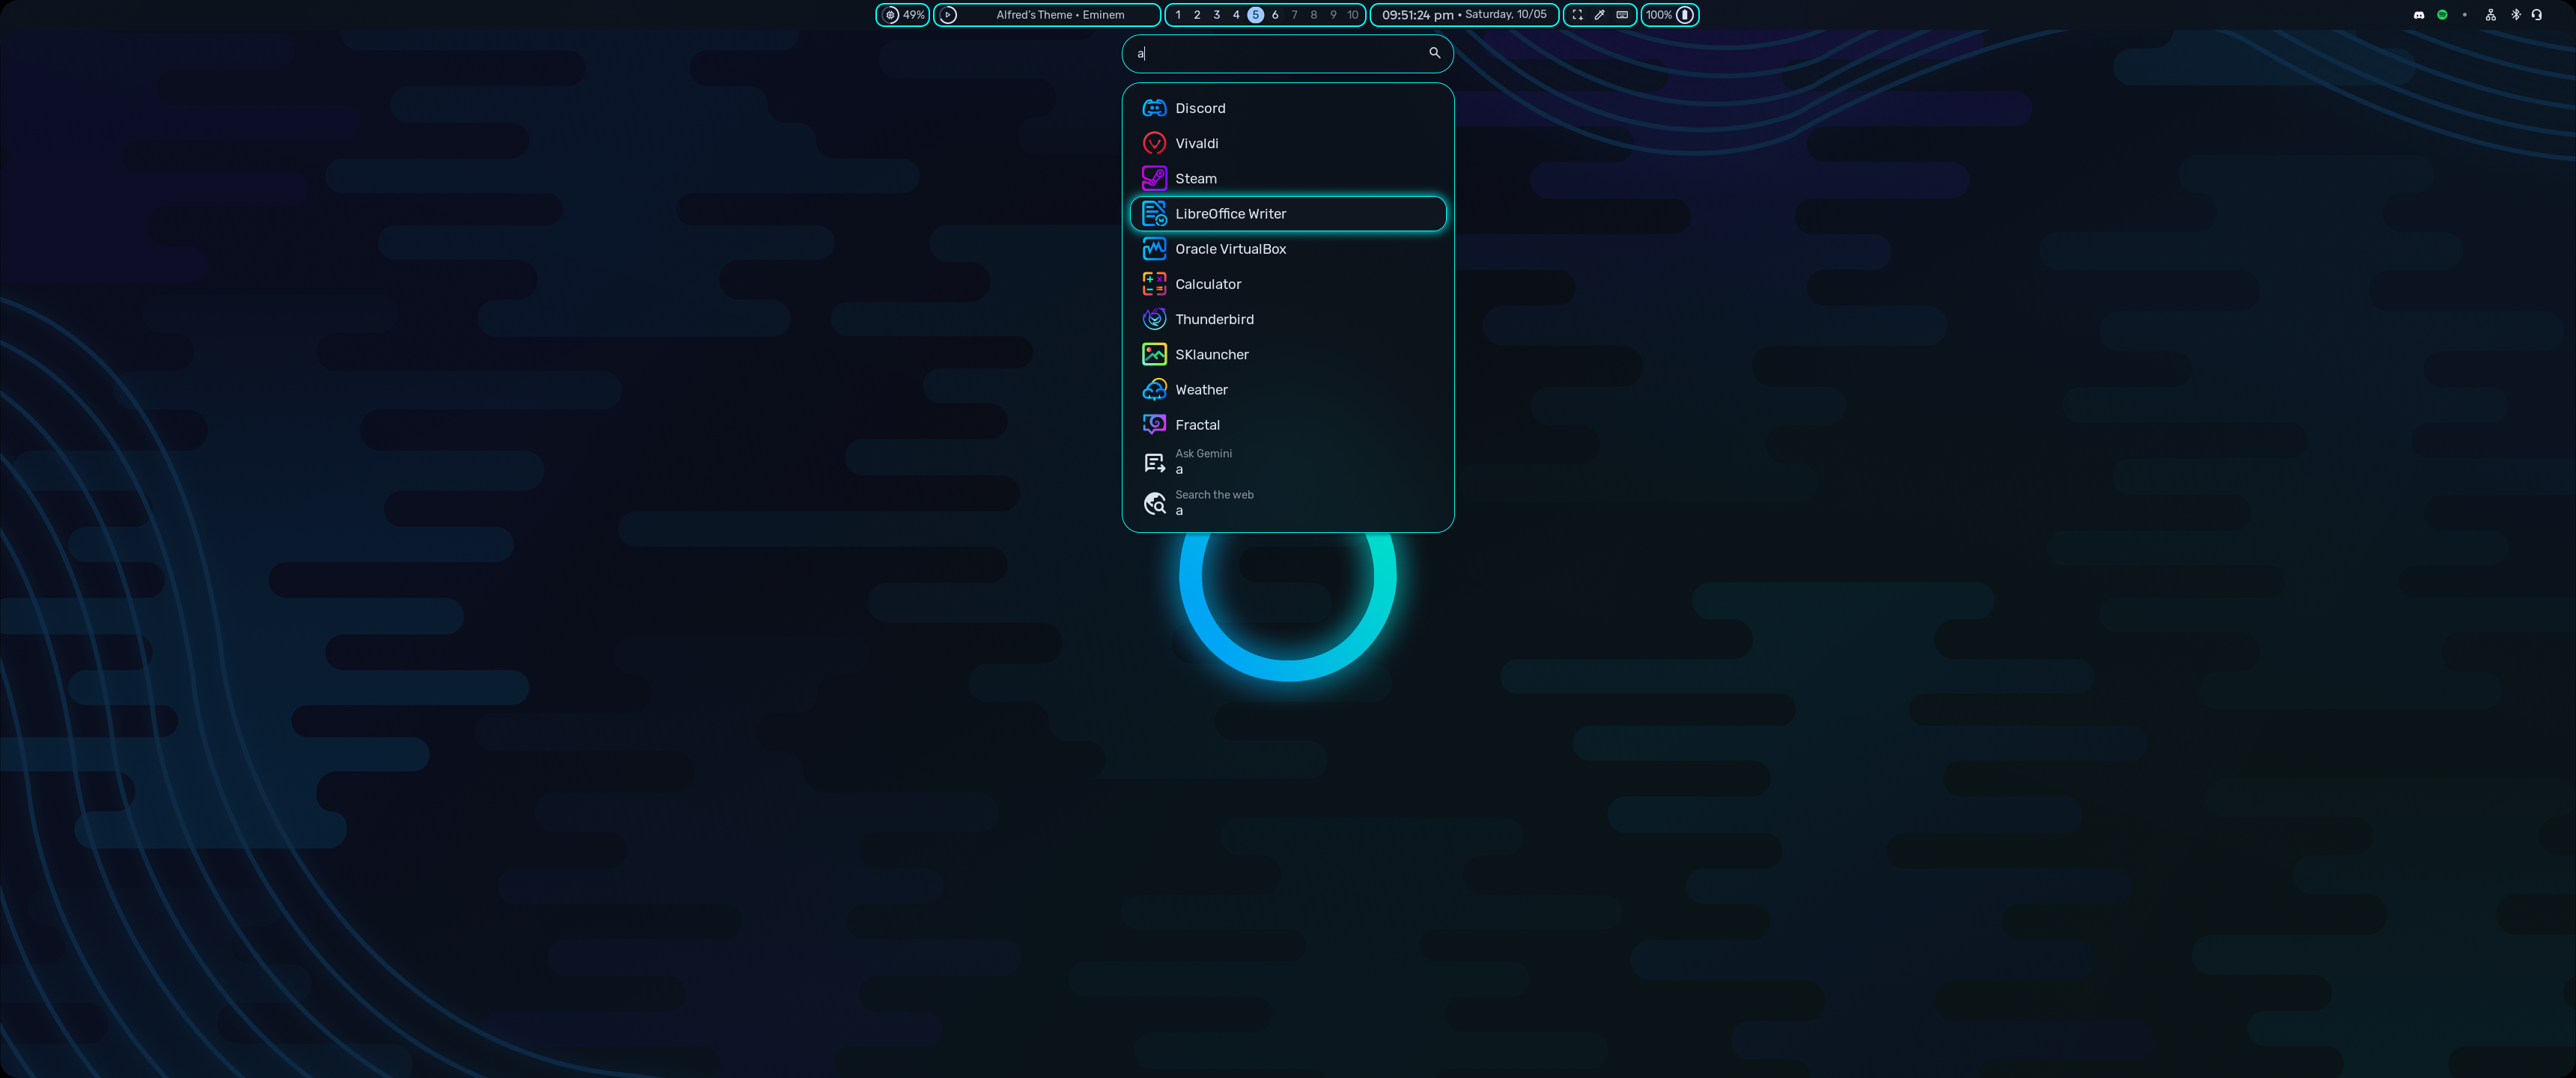 49%
Alfred's Theme • Eminem
1 2 3 4 5 6 7 8 9 10
09:51:24 pm • Saturday, 10/05
100%
a
Discord
Vivaldi
Steam
LibreOffice Writer
Oracle VirtualBox
Calculator
Thunderbird
SKlauncher
Weather
Fractal
Ask Gemini
a
Search the web
a